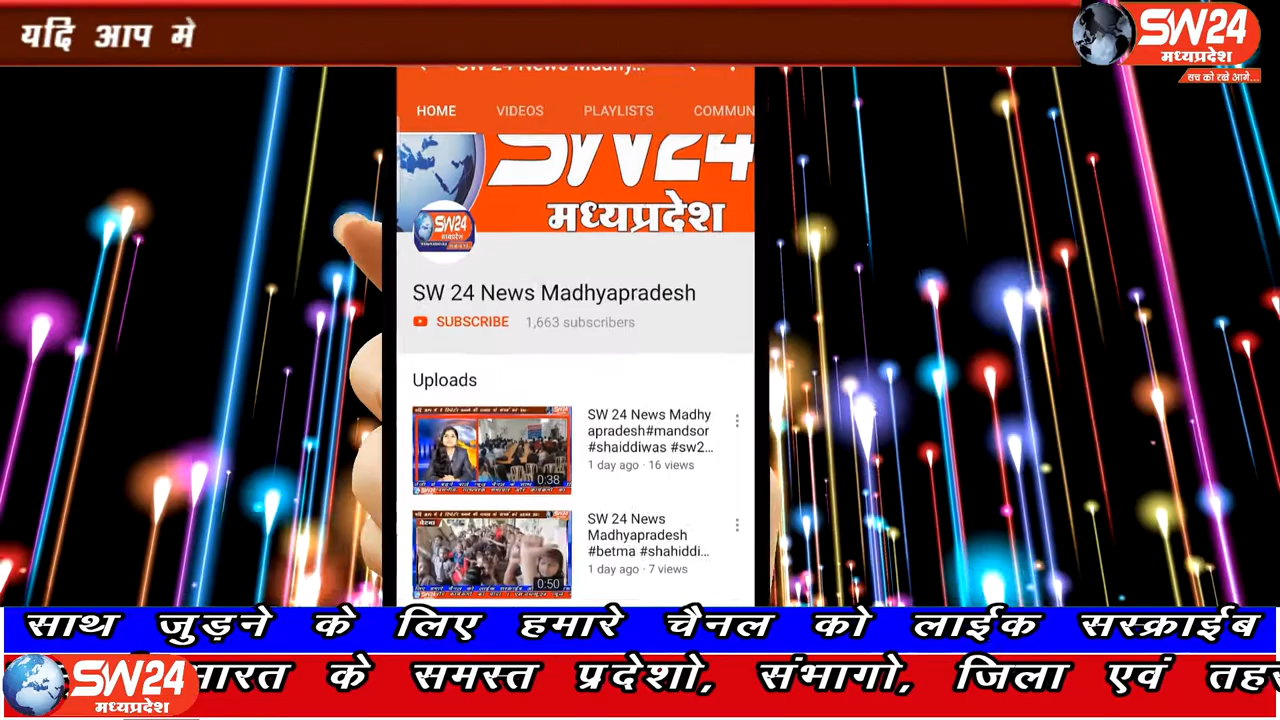 यदि आप मे
SW24
मध्यप्रदेश
सच को रखे आगे...
HOME VIDEOS PLAYLISTS COMMUN
SW24
मध्यप्रदेश
SW24
SW 24 News Madhyapradesh
SUBSCRIBE 1,663 subscribers
Uploads
SW 24 News Madhy
apradesh#mandsor
#shaiddiwas #sw2...
1 day ago · 16 views
0:38
SW 24 News
Madhyapradesh
#betma #shahiddi...
1 day ago · 7 views
0:50
साथ जुड़ने के लिए हमारे चैनल को लाईक सस्क्राईब
भारत के समस्त प्रदेशो, संभागो, जिला एवं तहस
SW24
मध्यप्रदेश